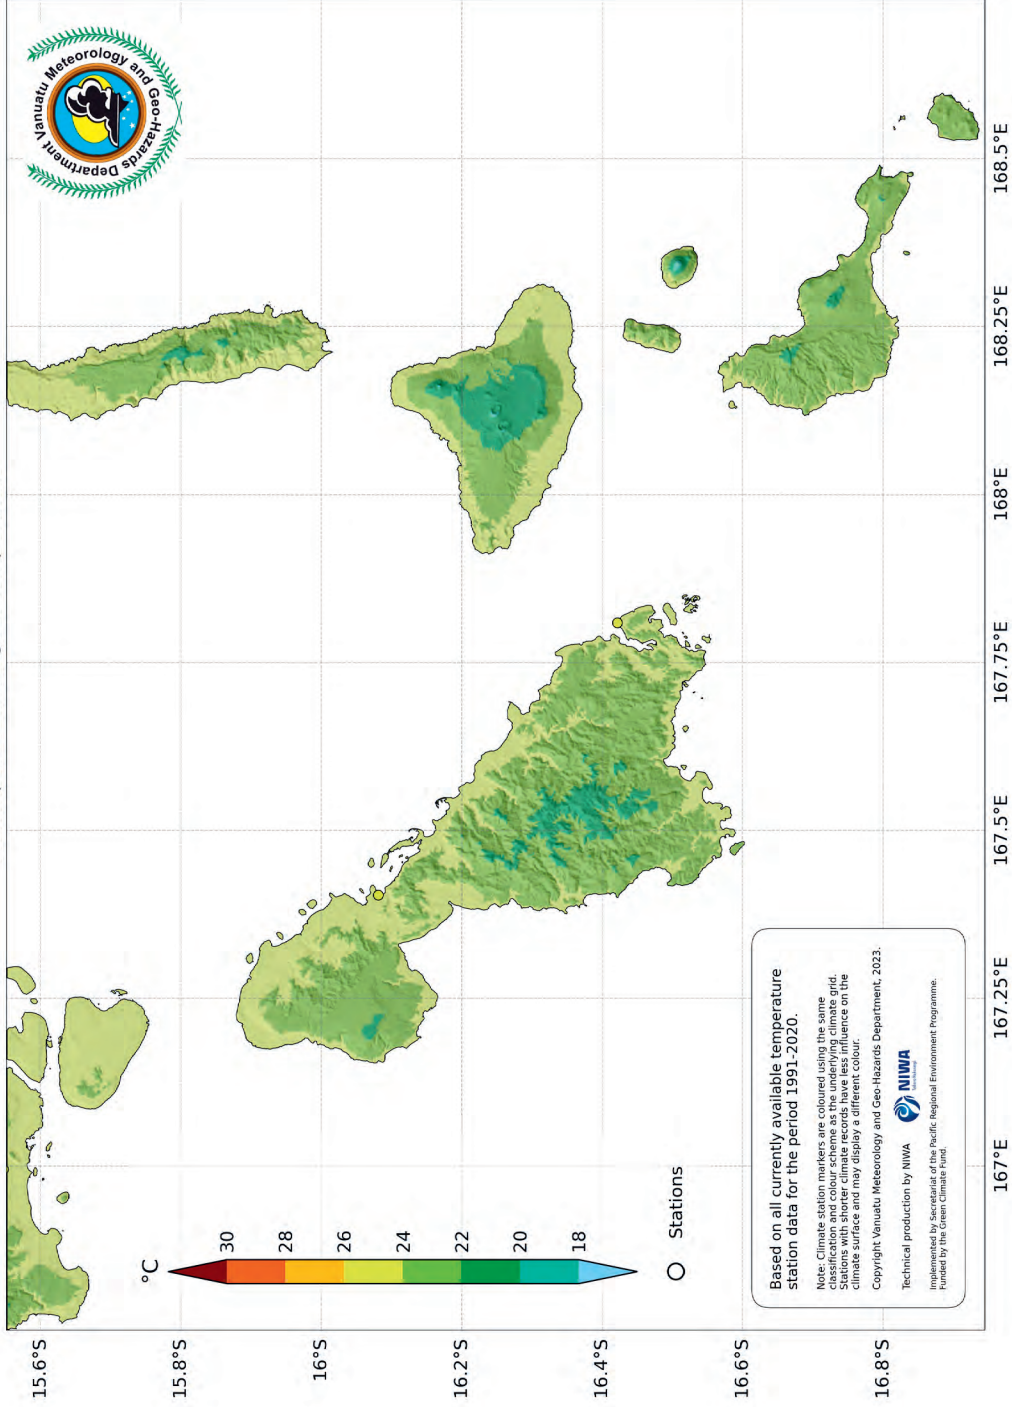 Vanuatu Meteorology and Geo-Hazards Department
15.6°S
15.8°S
16°S
16.2°S
16.4°S
16.6°S
16.8°S
167°E
167.25°E
167.5°E
167.75°E
168°E
168.25°E
168.5°E
°C
30
28
26
24
22
20
18
Stations
Based on all currently available temperature
station data for the period 1991-2020.
Note: Climate station markers are coloured using the same
classification and colour scheme as the underlying climate grid.
Stations with shorter climate records have less influence on the
climate surface and may display a different colour.
Copyright Vanuatu Meteorology and Geo-Hazards Department, 2023.
Technical production by NIWA
NIWA
Implemented by Secretariat of the Pacific Regional Environment Programme.
Funded by the Green Climate Fund.